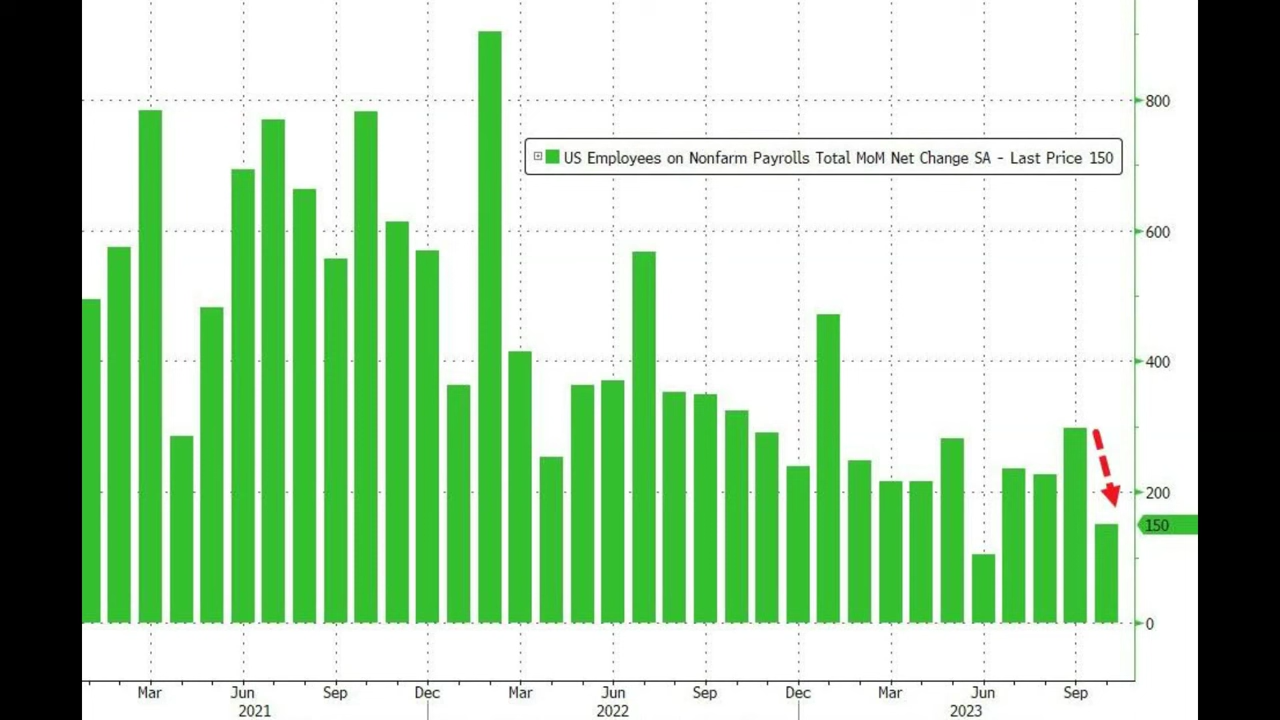 800
US Employees on Nonfarm Payrolls Total MoM Net Change SA - Last Price 150
600
400
200
150
0
Mar Jun Sep Dec Mar Jun Sep Dec Mar Jun Sep
2021 2022 2023